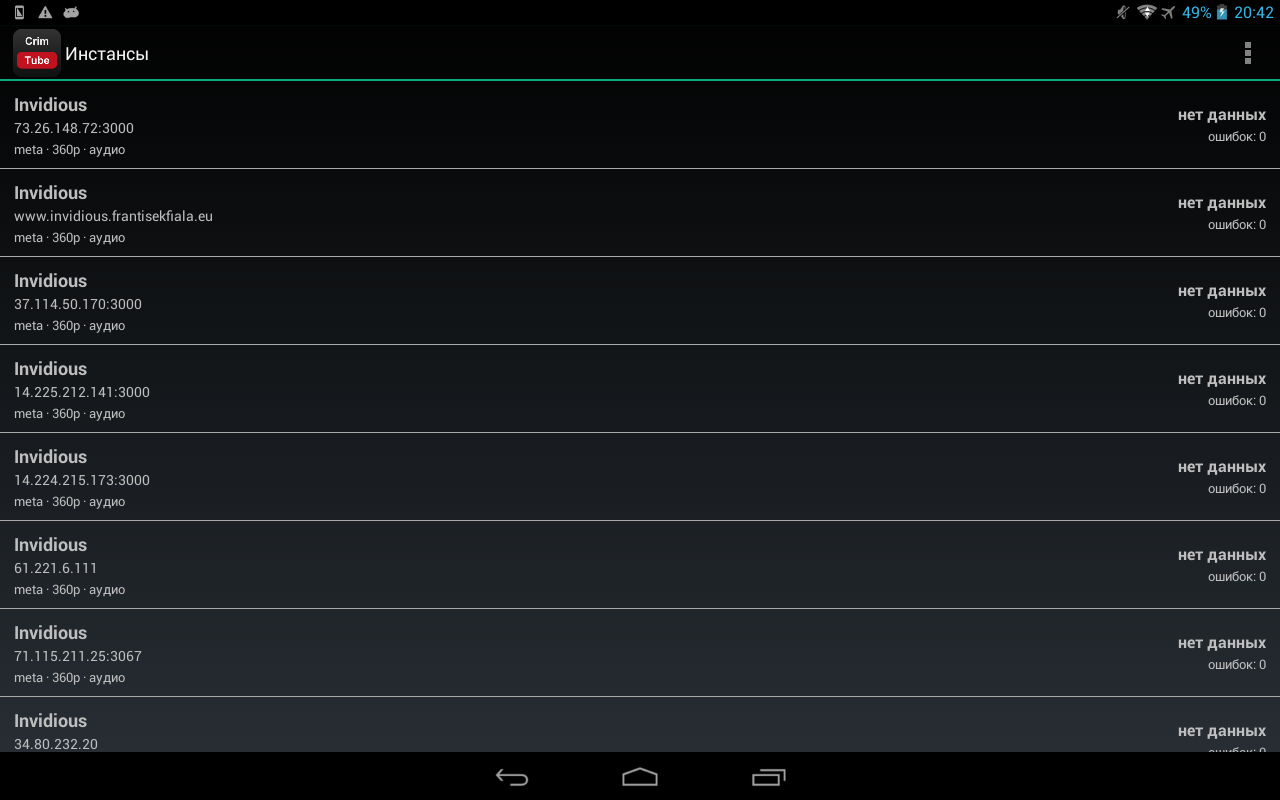 49% 20:42
Crim
Tube
Инстансы
Invidious
73.26.148.72:3000
meta · 360p · аудио
нет данных
ошибок: 0
Invidious
www.invidious.frantisekfiala.eu
meta · 360p · аудио
нет данных
ошибок: 0
Invidious
37.114.50.170:3000
meta · 360p · аудио
нет данных
ошибок: 0
Invidious
14.225.212.141:3000
meta · 360p · аудио
нет данных
ошибок: 0
Invidious
14.224.215.173:3000
meta · 360p · аудио
нет данных
ошибок: 0
Invidious
61.221.6.111
meta · 360p · аудио
нет данных
ошибок: 0
Invidious
71.115.211.25:3067
meta · 360p · аудио
нет данных
ошибок: 0
Invidious
34.80.232.20
нет данных
ошибок: 0